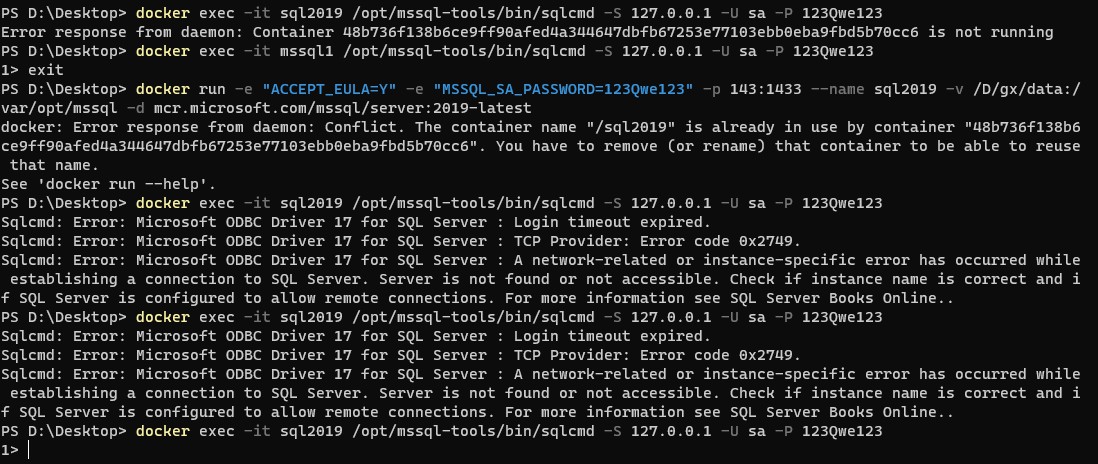 PS D:\Desktop> docker exec -it sql2019 /opt/mssql-tools/bin/sqlcmd -S 127.0.0.1 -U sa -P 123Qwe123
Error response from daemon: Container 48b736f138b6ce9ff90afed4a344647dbfb67253e77103ebb0eba9fbd5b70cc6 is not running
PS D:\Desktop> docker exec -it mssql1 /opt/mssql-tools/bin/sqlcmd -S 127.0.0.1 -U sa -P 123Qwe123
1> exit
PS D:\Desktop> docker run -e "ACCEPT_EULA=Y" -e "MSSQL_SA_PASSWORD=123Qwe123" -p 143:1433 --name sql2019 -v /D/gx/data:/
var/opt/mssql -d mcr.microsoft.com/mssql/server:2019-latest
docker: Error response from daemon: Conflict. The container name "/sql2019" is already in use by container "48b736f138b6
ce9ff90afed4a344647dbfb67253e77103ebb0eba9fbd5b70cc6". You have to remove (or rename) that container to be able to reuse
 that name.
See 'docker run --help'.
PS D:\Desktop> docker exec -it sql2019 /opt/mssql-tools/bin/sqlcmd -S 127.0.0.1 -U sa -P 123Qwe123
Sqlcmd: Error: Microsoft ODBC Driver 17 for SQL Server : Login timeout expired.
Sqlcmd: Error: Microsoft ODBC Driver 17 for SQL Server : TCP Provider: Error code 0x2749.
Sqlcmd: Error: Microsoft ODBC Driver 17 for SQL Server : A network-related or instance-specific error has occurred while
 establishing a connection to SQL Server. Server is not found or not accessible. Check if instance name is correct and i
f SQL Server is configured to allow remote connections. For more information see SQL Server Books Online..
PS D:\Desktop> docker exec -it sql2019 /opt/mssql-tools/bin/sqlcmd -S 127.0.0.1 -U sa -P 123Qwe123
Sqlcmd: Error: Microsoft ODBC Driver 17 for SQL Server : Login timeout expired.
Sqlcmd: Error: Microsoft ODBC Driver 17 for SQL Server : TCP Provider: Error code 0x2749.
Sqlcmd: Error: Microsoft ODBC Driver 17 for SQL Server : A network-related or instance-specific error has occurred while
 establishing a connection to SQL Server. Server is not found or not accessible. Check if instance name is correct and i
f SQL Server is configured to allow remote connections. For more information see SQL Server Books Online..
PS D:\Desktop> docker exec -it sql2019 /opt/mssql-tools/bin/sqlcmd -S 127.0.0.1 -U sa -P 123Qwe123
1>